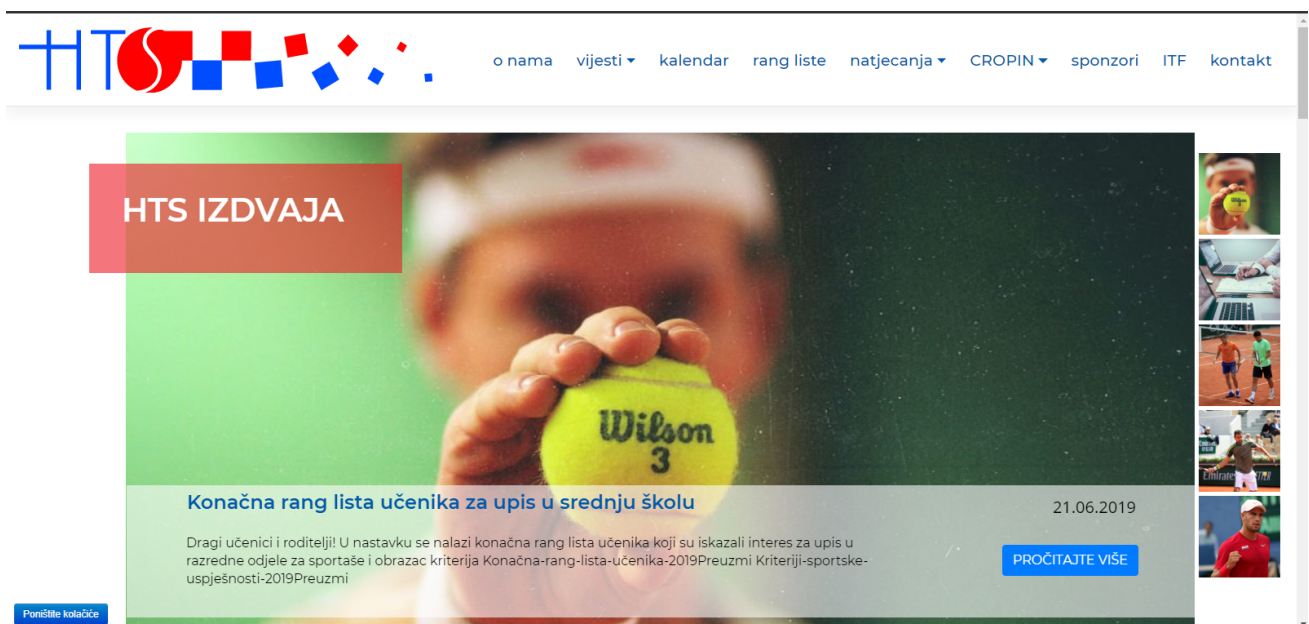 HTS
o nama vijesti kalendar rang liste natjecanja CROPIN sponzori ITF kontakt
HTS IZDVAJA
Wilson
3
Konačna rang lista učenika za upis u srednju školu
21.06.2019
Dragi učenici i roditelji! U nastavku se nalazi konačna rang lista učenika koji su iskazali interes za upis u
razredne odjele za sportaše i obrazac kriterija Konačna-rang-lista-učenika-2019Preuzmi Kriteriji-sportske-
uspješnosti-2019Preuzmi
PROČITAJTE VIŠE
Wilson
3
Emirates
Poništite kolačiće